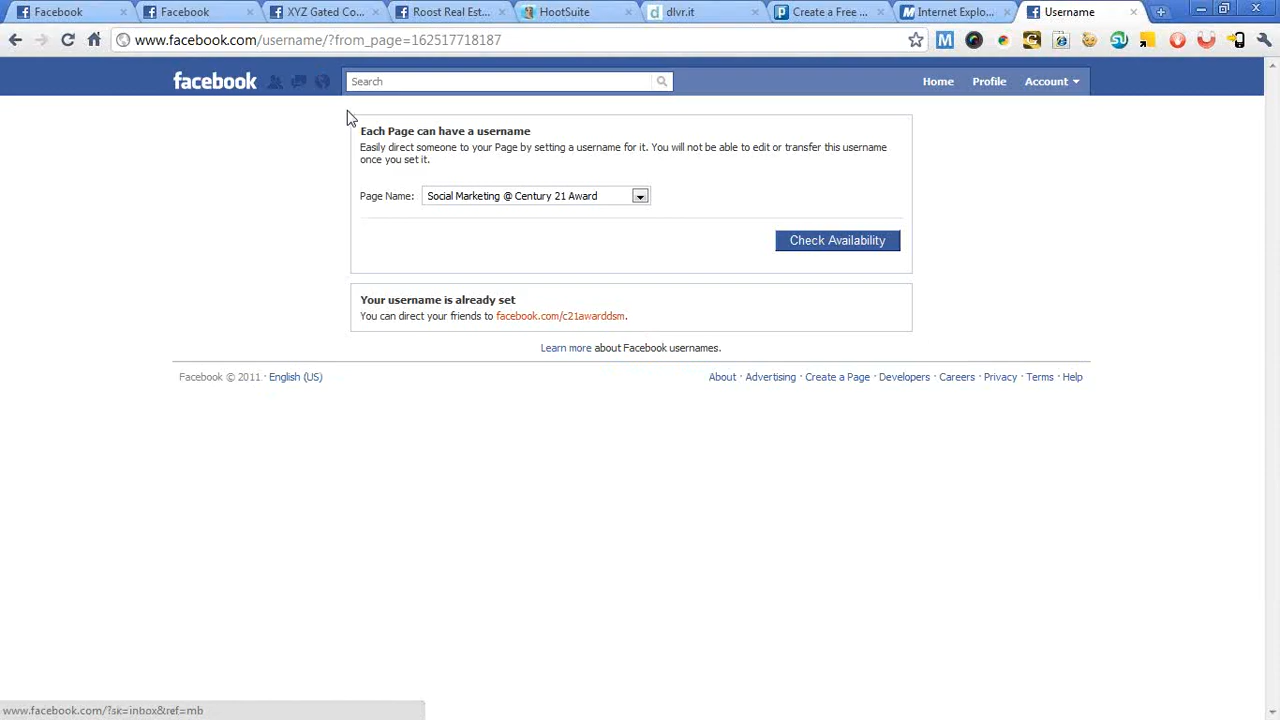 Facebook
Facebook
XYZ Gated Co...
Roost Real Est...
HootSuite
dlvr.it
Create a Free ...
Internet Explo...
Username
www.facebook.com/username/?from_page=162517718187
facebook
Search
Home
Profile
Account
Each Page can have a username
Easily direct someone to your Page by setting a username for it. You will not be able to edit or transfer this username
once you set it.
Page Name: Social Marketing @ Century 21 Award
Check Availability
Your username is already set
You can direct your friends to facebook.com/c21awarddsm.
Learn more about Facebook usernames.
Facebook © 2011 · English (US)
About · Advertising · Create a Page · Developers · Careers · Privacy · Terms · Help
www.facebook.com/?sk=inbox&ref=mb